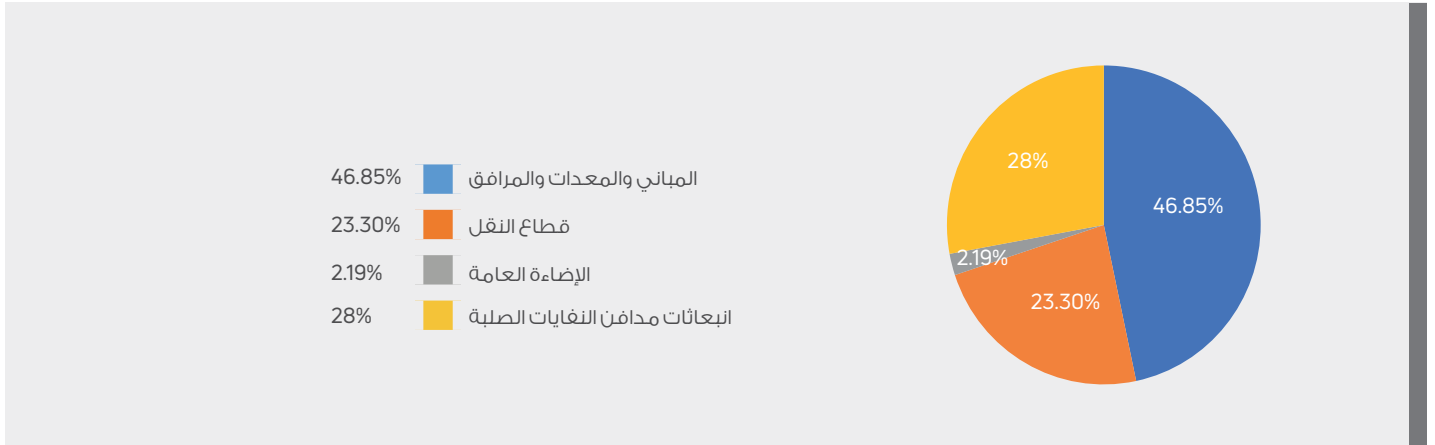 المباني والمعدات والمرافق 46.85%
قطاع النقل 23.30%
الإضاءة العامة 2.19%
انبعاثات مدافن النفايات الصلبة 28%
28%
46.85%
2.19%
23.30%